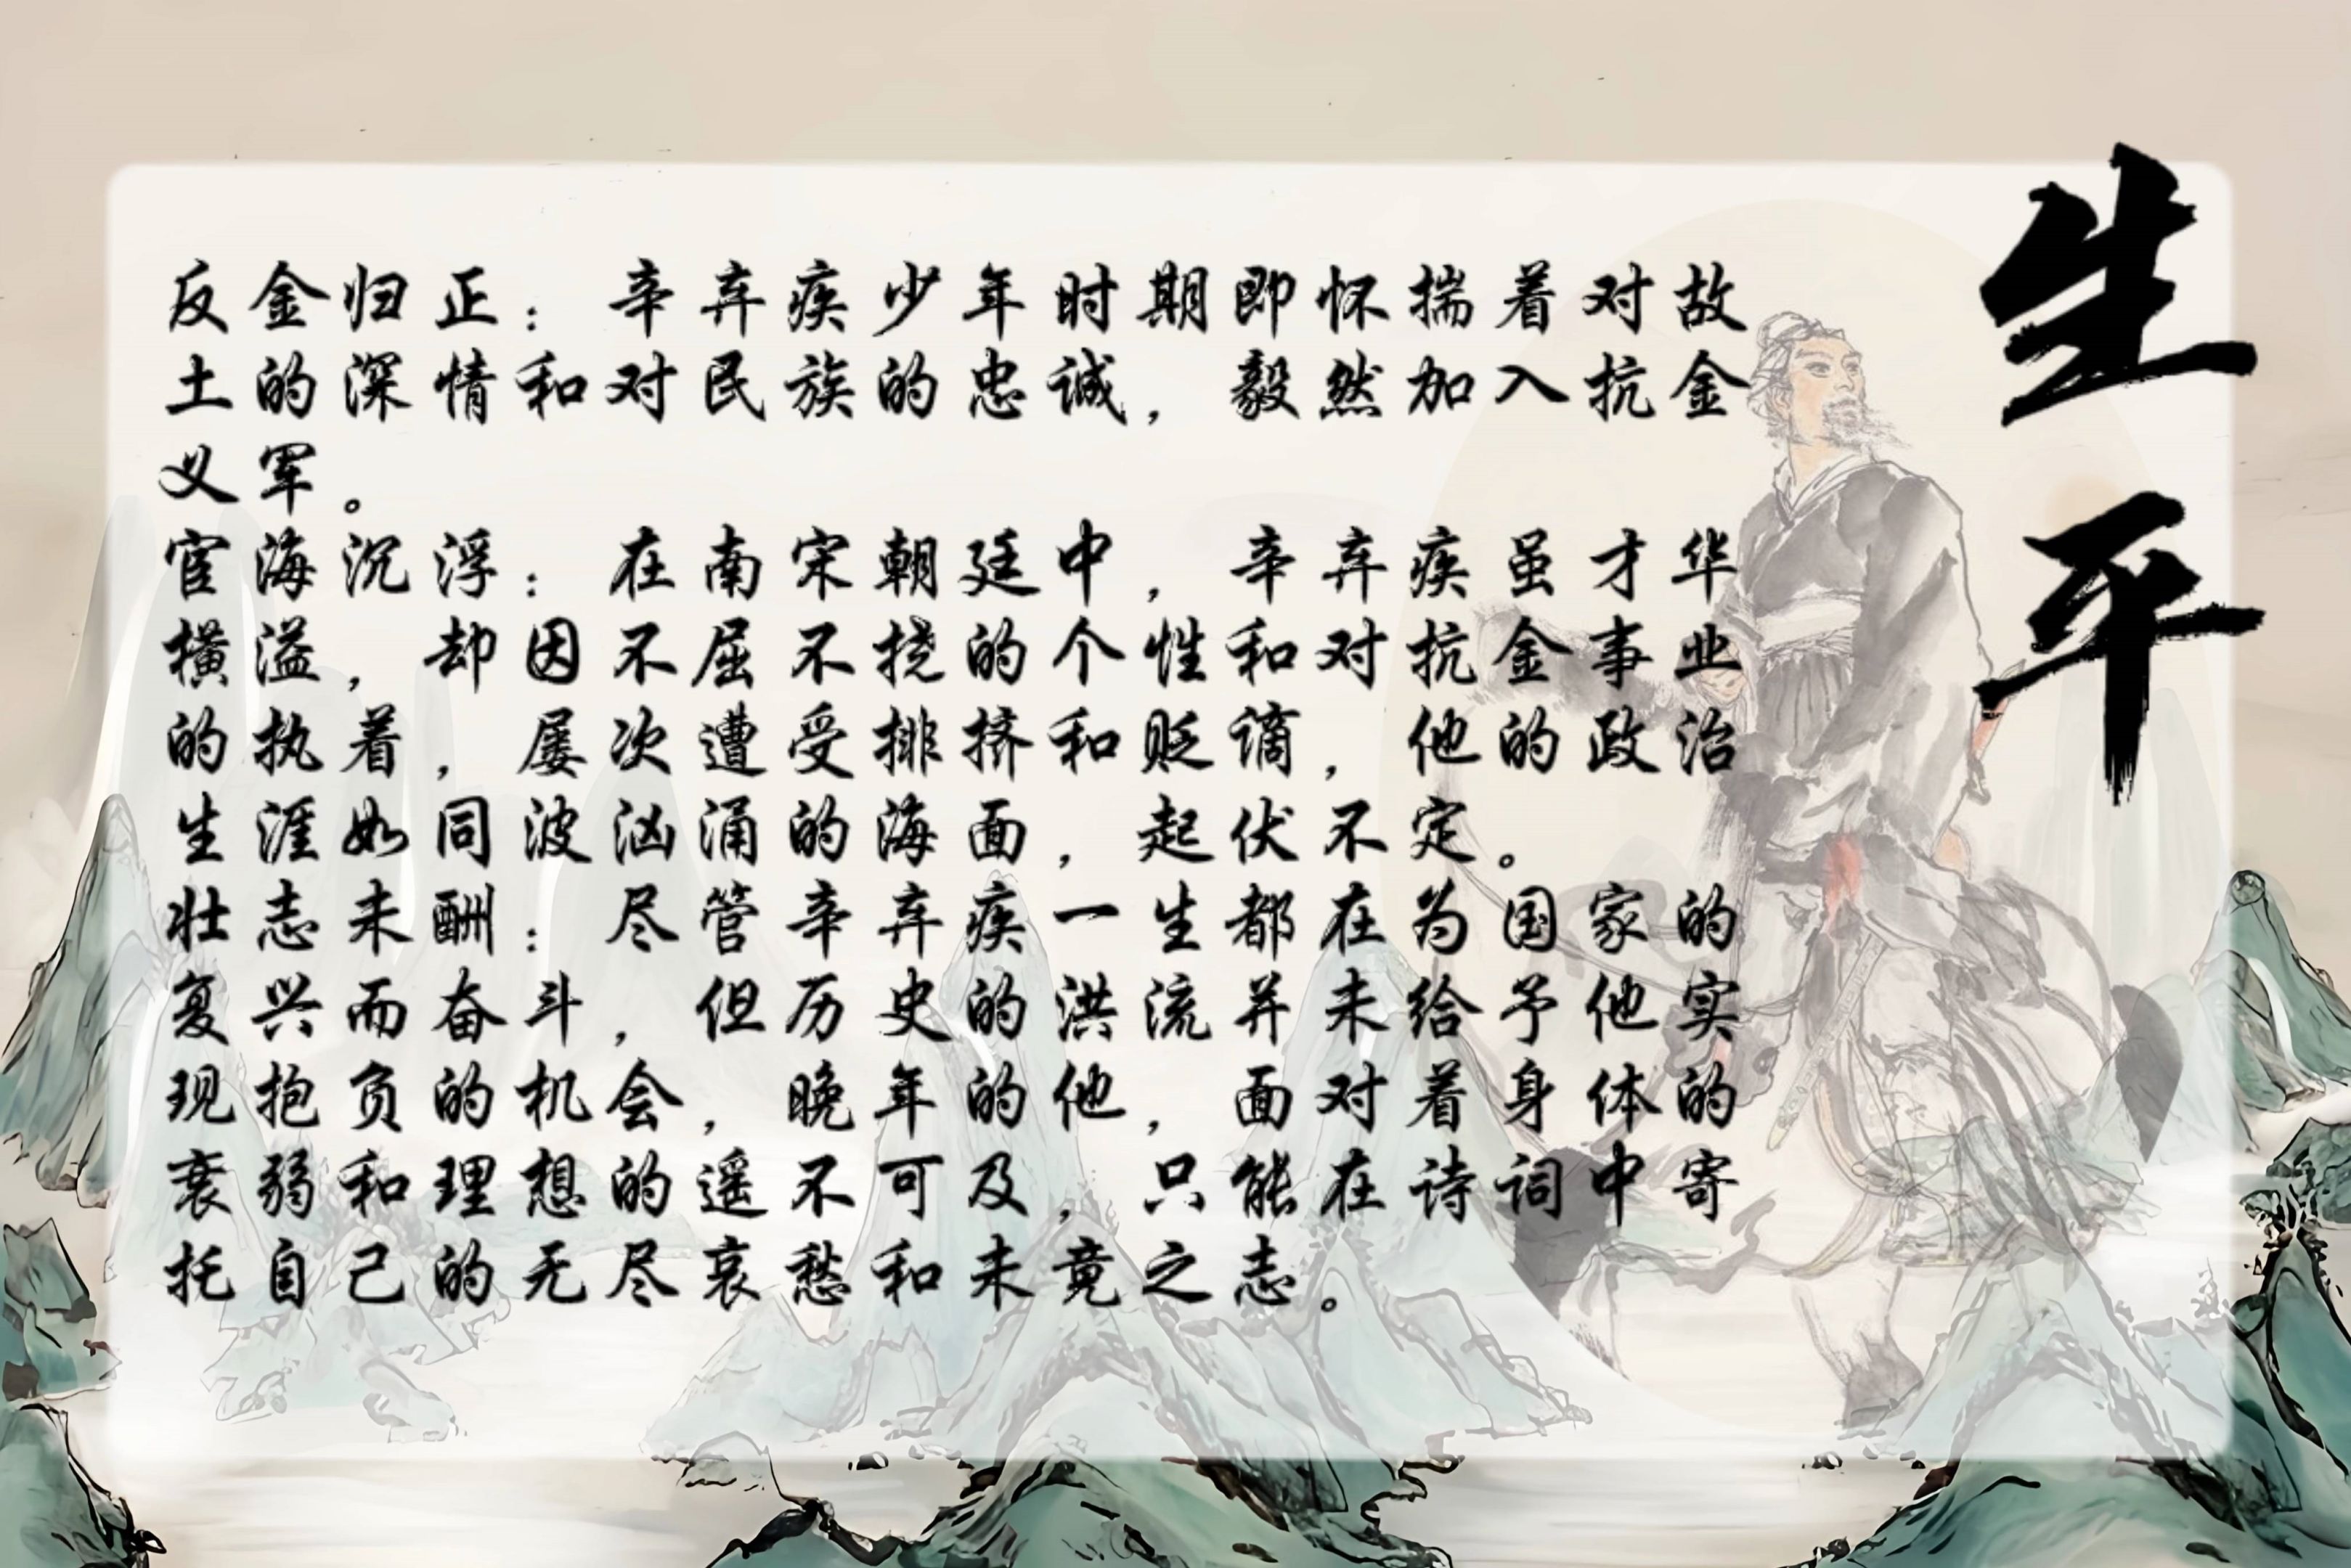 生平
反金归正：辛弃疾少年时期即怀揣着对故
土的深情和对民族的忠诚，毅然加入抗金
义军。
宦海沉浮：在南宋朝廷中，辛弃疾虽才华
横溢，却因不屈不挠的个性和对抗金事业
的执着，屡次遭受排挤和贬谪，他的政治
生涯如同波汹涌的海面，起伏不定。
壮志未酬：尽管辛弃疾一生都在为国家的
复兴而奋斗，但历史的洪流并未给予他实
现抱负的机会，晚年的他，面对着身体的
衰弱和理想的遥不可及，只能在诗词中寄
托自己的无尽哀愁和未竟之志。